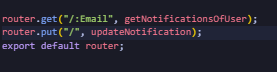 router.get("/:Email", getNotificationsOfUser);
router.put("/", updateNotification);
export default router;